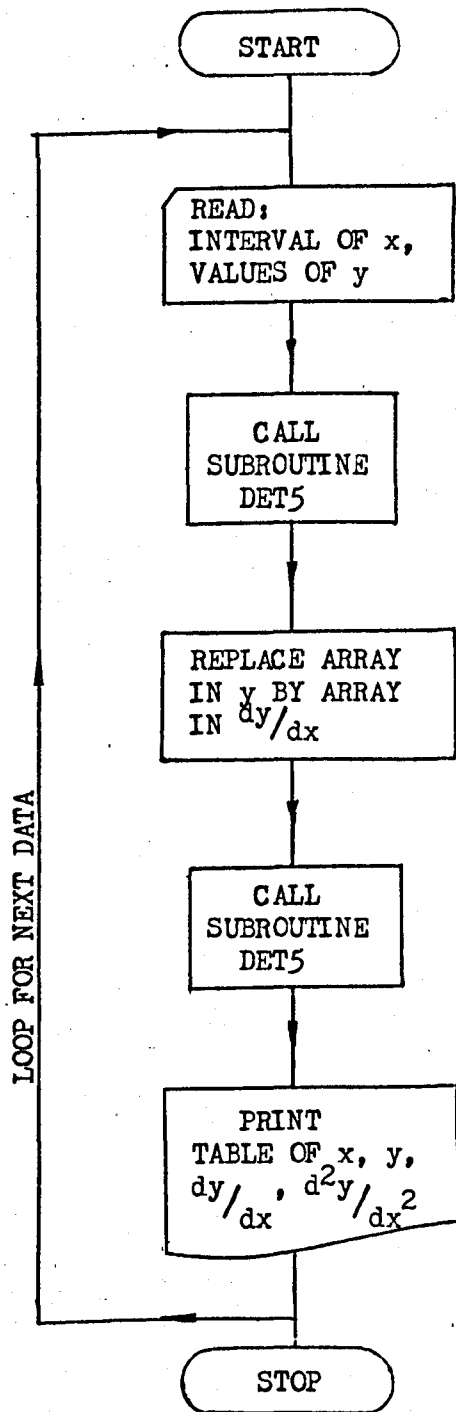 START
READ:
INTERVAL OF x,
VALUES OF y
CALL
SUBROUTINE
DET5
REPLACE ARRAY
IN y BY ARRAY
IN dy/dx
CALL
SUBROUTINE
DET5
PRINT
TABLE OF x, y,
dy/dx, d²y/dx²
STOP
LOOP FOR NEXT DATA